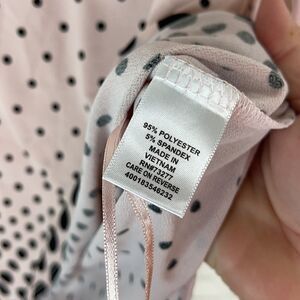 95% POLYESTER
5% SPANDEX
MADE IN
VIETNAM
RN#73277
CARE ON REVERSE
400183546232